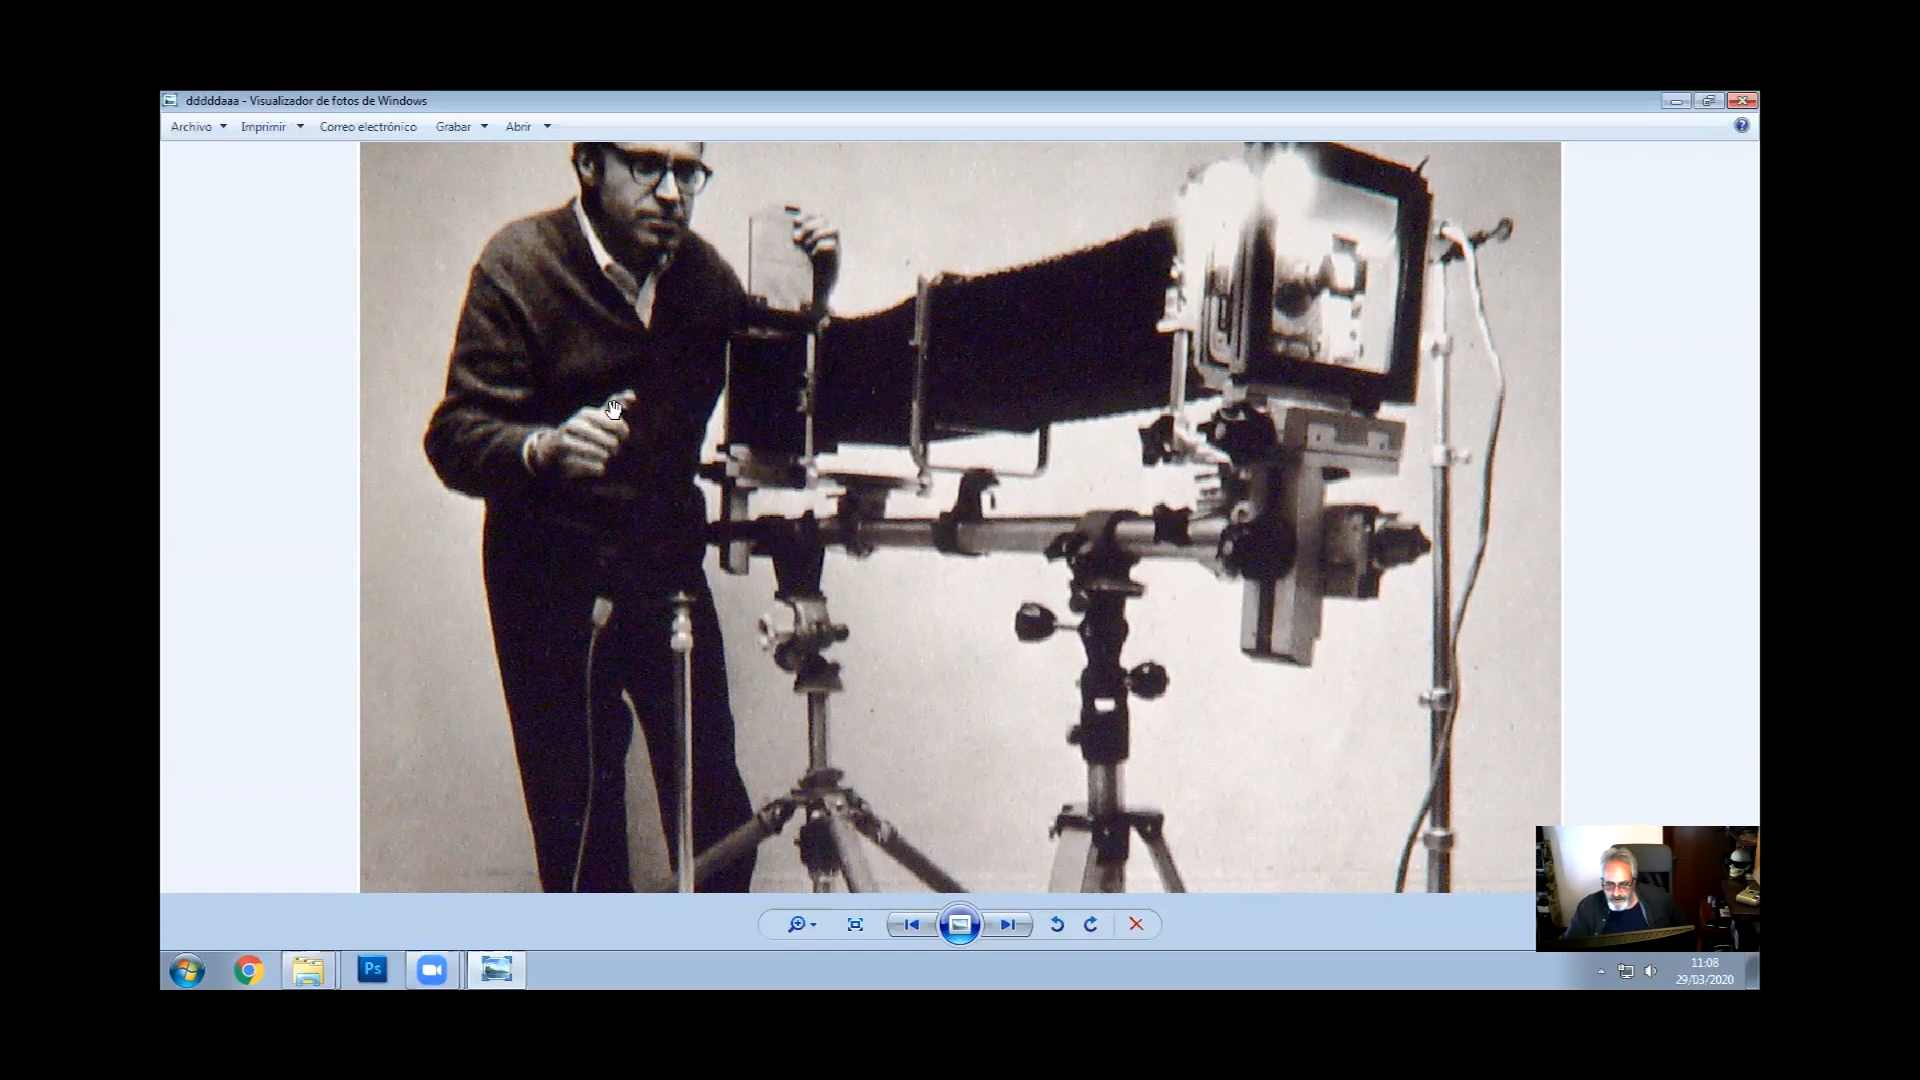 dddddaaa - Visualizador de fotos de Windows
Archivo Imprimir Correo electrónico Grabar Abrir
Ps
11:08
29/03/2020